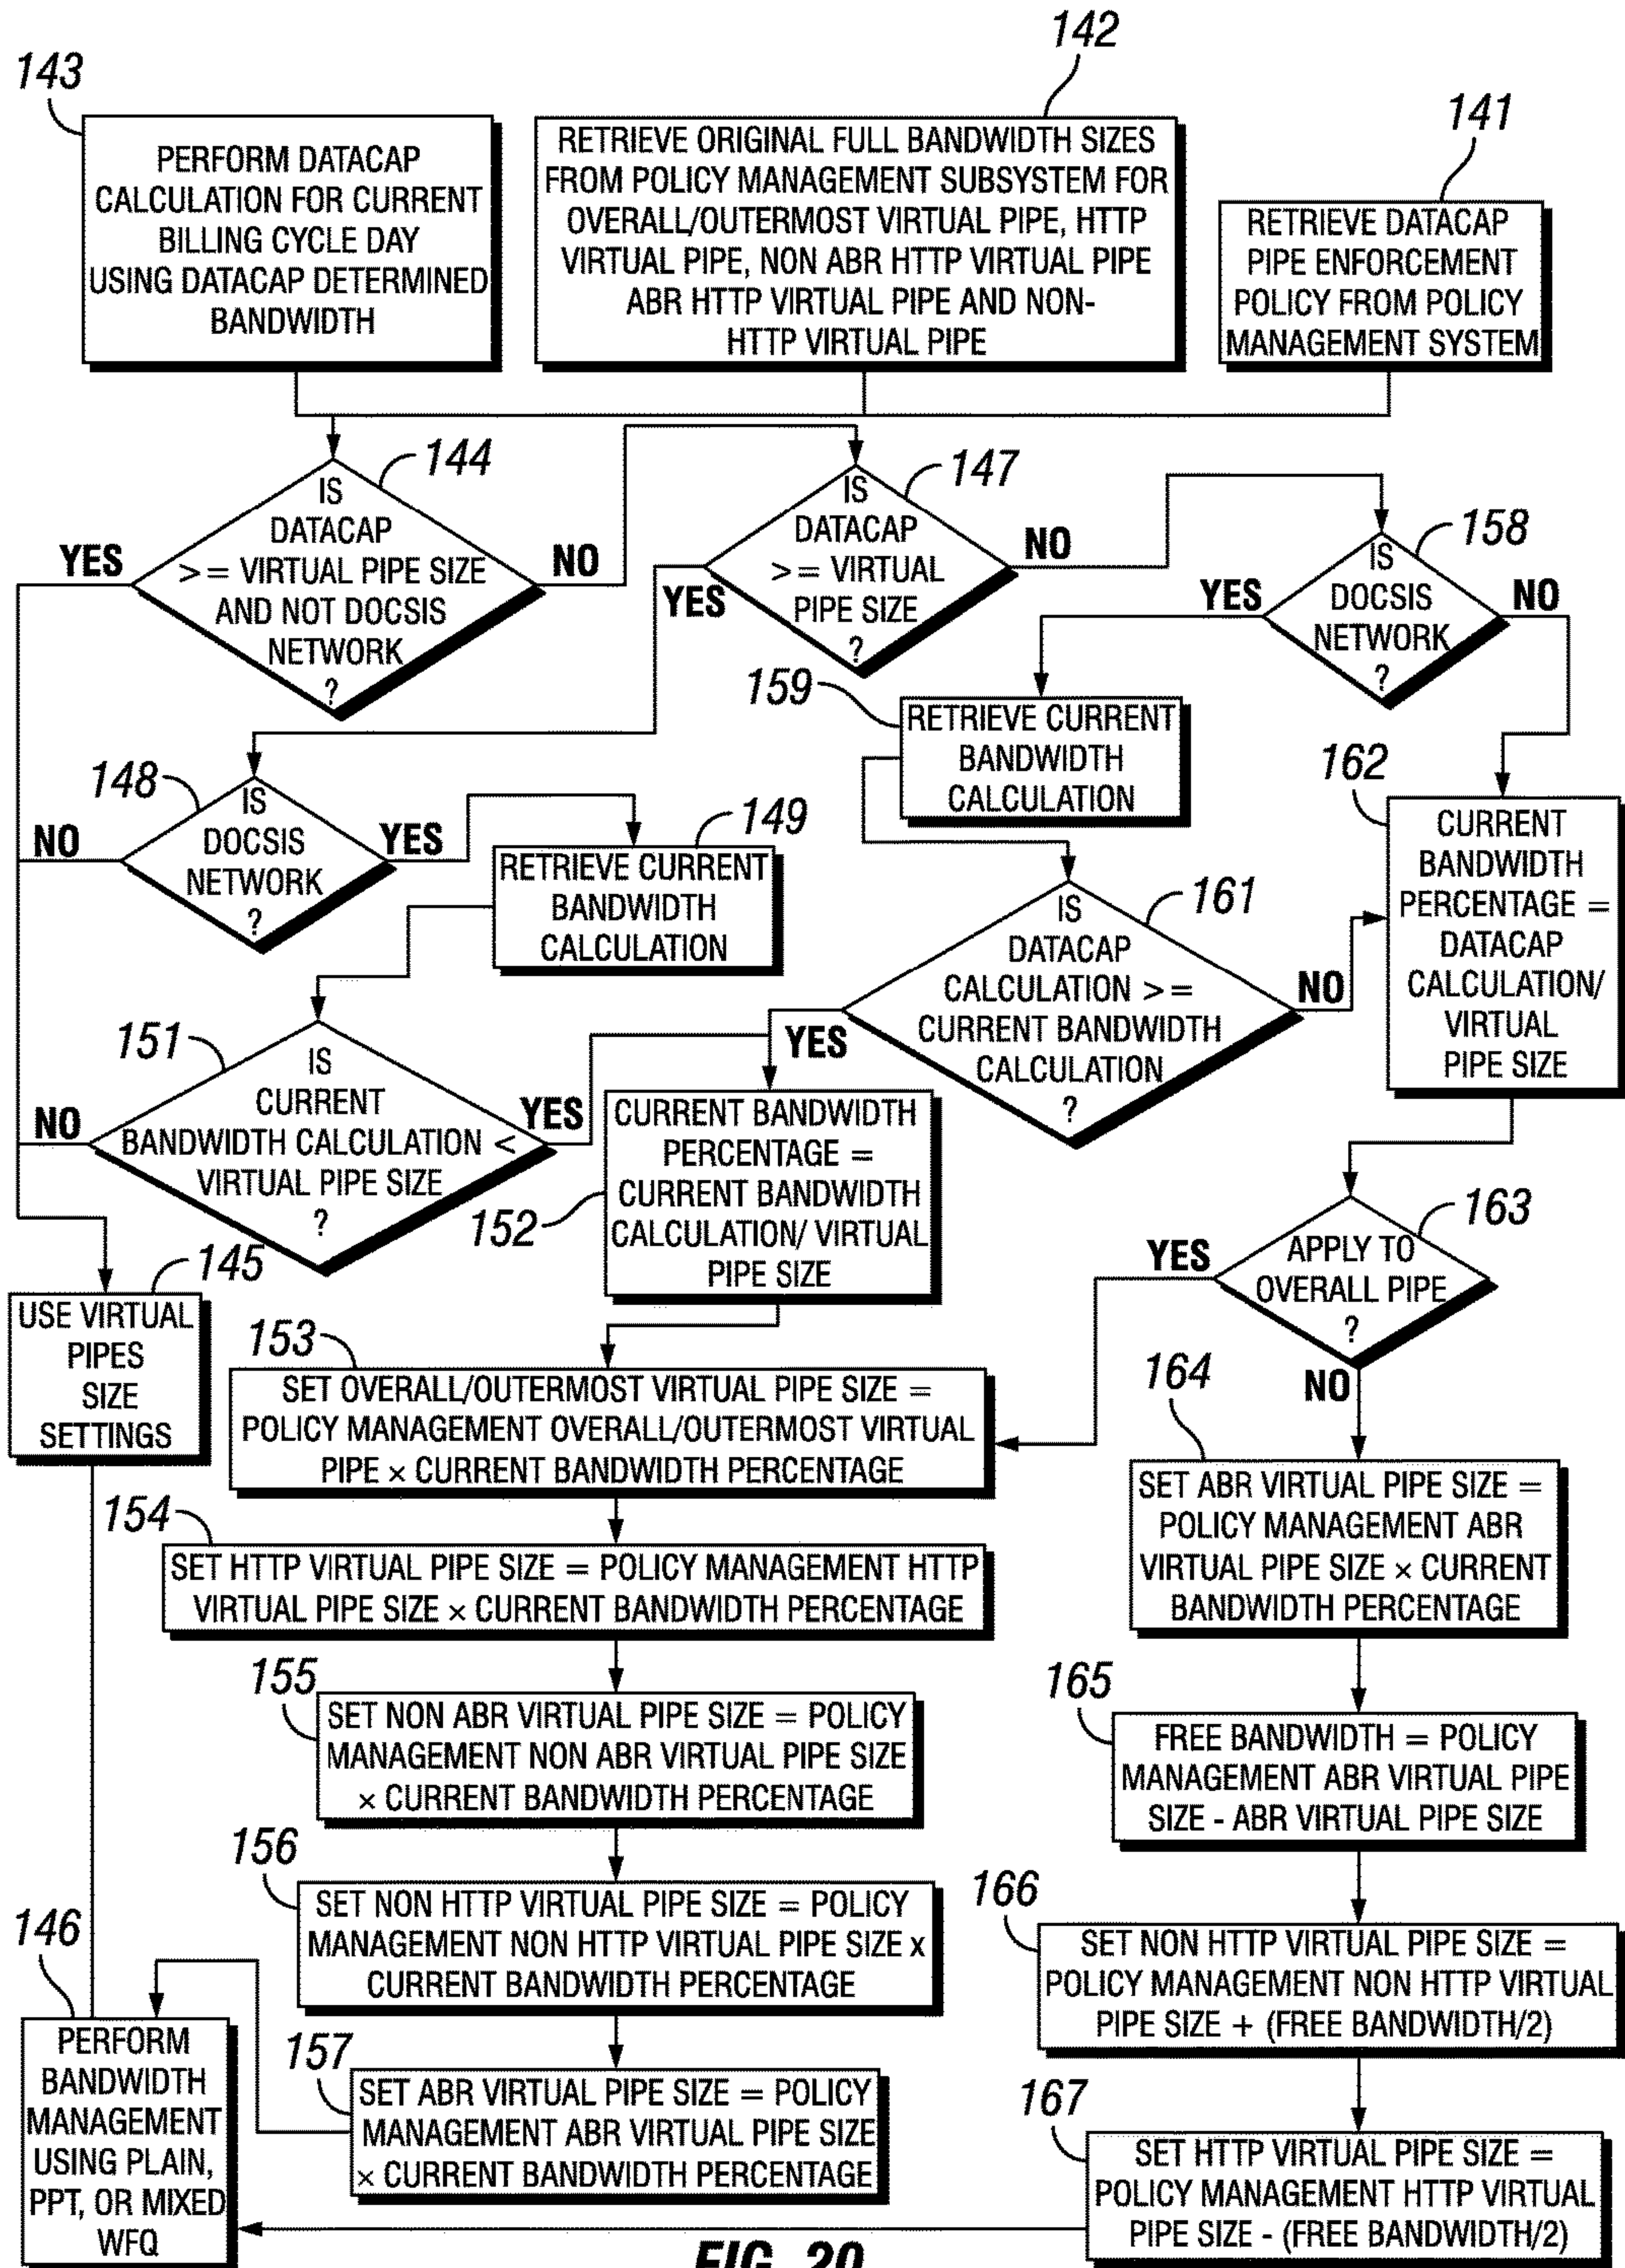 143
142
141
PERFORM DATACAP
CALCULATION FOR CURRENT
BILLING CYCLE DAY
USING DATACAP DETERMINED
BANDWIDTH
RETRIEVE ORIGINAL FULL BANDWIDTH SIZES
FROM POLICY MANAGEMENT SUBSYSTEM FOR
OVERALL/OUTERMOST VIRTUAL PIPE, HTTP
VIRTUAL PIPE, NON ABR HTTP VIRTUAL PIPE
ABR HTTP VIRTUAL PIPE AND NON-
HTTP VIRTUAL PIPE
RETRIEVE DATACAP
PIPE ENFORCEMENT
POLICY FROM POLICY
MANAGEMENT SYSTEM
144
IS
DATACAP
>= VIRTUAL PIPE SIZE
AND NOT DOCSIS
NETWORK
?
YES
NO
147
IS
DATACAP
>= VIRTUAL
PIPE SIZE
?
YES
NO
158
IS
DOCSIS
NETWORK
?
YES
NO
159
RETRIEVE CURRENT
BANDWIDTH
CALCULATION
148
IS
DOCSIS
NETWORK
?
NO
YES
149
RETRIEVE CURRENT
BANDWIDTH
CALCULATION
161
IS
DATACAP
CALCULATION >=
CURRENT BANDWIDTH
CALCULATION
?
YES
NO
162
CURRENT
BANDWIDTH
PERCENTAGE =
DATACAP
CALCULATION/
VIRTUAL
PIPE SIZE
151
IS
CURRENT
BANDWIDTH CALCULATION <
VIRTUAL PIPE SIZE
?
NO
YES
152
CURRENT BANDWIDTH
PERCENTAGE =
CURRENT BANDWIDTH
CALCULATION/ VIRTUAL
PIPE SIZE
163
APPLY TO
OVERALL PIPE
?
YES
NO
145
USE VIRTUAL
PIPES
SIZE
SETTINGS
153
SET OVERALL/OUTERMOST VIRTUAL PIPE SIZE =
POLICY MANAGEMENT OVERALL/OUTERMOST VIRTUAL
PIPE × CURRENT BANDWIDTH PERCENTAGE
164
SET ABR VIRTUAL PIPE SIZE =
POLICY MANAGEMENT ABR
VIRTUAL PIPE SIZE × CURRENT
BANDWIDTH PERCENTAGE
154
SET HTTP VIRTUAL PIPE SIZE = POLICY MANAGEMENT HTTP
VIRTUAL PIPE SIZE × CURRENT BANDWIDTH PERCENTAGE
155
SET NON ABR VIRTUAL PIPE SIZE = POLICY
MANAGEMENT NON ABR VIRTUAL PIPE SIZE
× CURRENT BANDWIDTH PERCENTAGE
165
FREE BANDWIDTH = POLICY
MANAGEMENT ABR VIRTUAL PIPE
SIZE - ABR VIRTUAL PIPE SIZE
156
SET NON HTTP VIRTUAL PIPE SIZE = POLICY
MANAGEMENT NON HTTP VIRTUAL PIPE SIZE x
CURRENT BANDWIDTH PERCENTAGE
166
SET NON HTTP VIRTUAL PIPE SIZE =
POLICY MANAGEMENT NON HTTP VIRTUAL
PIPE SIZE + (FREE BANDWIDTH/2)
146
PERFORM
BANDWIDTH
MANAGEMENT
USING PLAIN,
PPT, OR MIXED
WFQ
157
SET ABR VIRTUAL PIPE SIZE = POLICY
MANAGEMENT ABR VIRTUAL PIPE SIZE
× CURRENT BANDWIDTH PERCENTAGE
167
SET HTTP VIRTUAL PIPE SIZE =
POLICY MANAGEMENT HTTP VIRTUAL
PIPE SIZE - (FREE BANDWIDTH/2)
FIG. 20